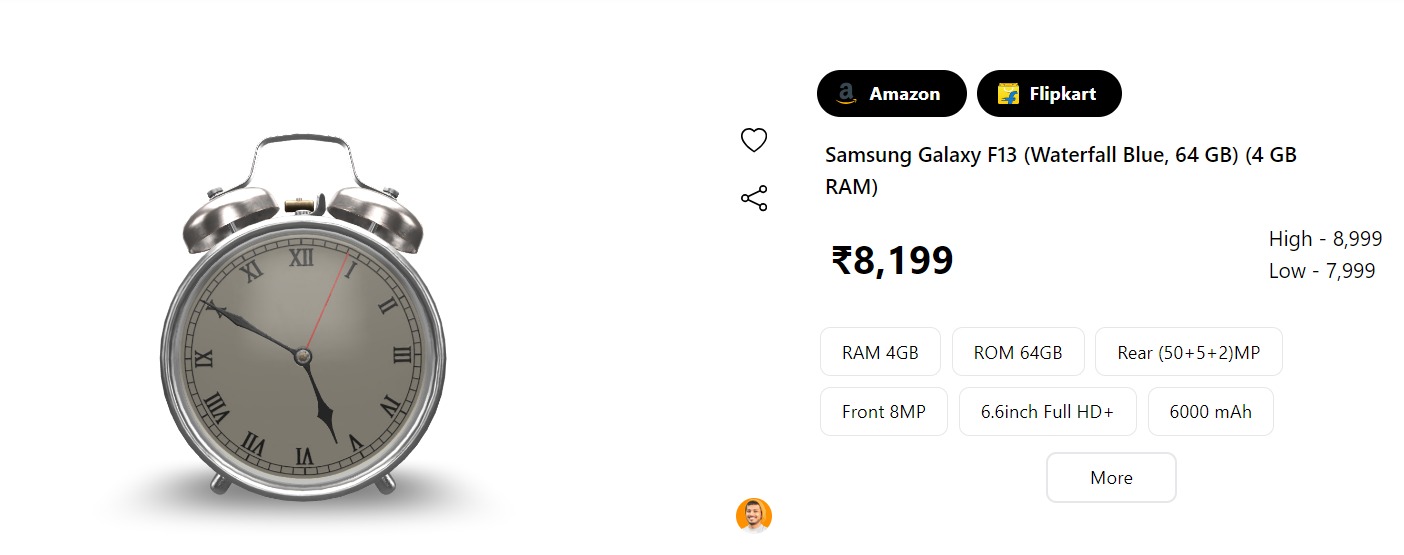 Amazon
Flipkart
Samsung Galaxy F13 (Waterfall Blue, 64 GB) (4 GB
RAM)
₹8,199
High - 8,999
Low - 7,999
RAM 4GB
ROM 64GB
Rear (50+5+2)MP
Front 8MP
6.6inch Full HD+
6000 mAh
More
XII
I
II
III
IV
V
VI
VII
VIII
IX
X
XI